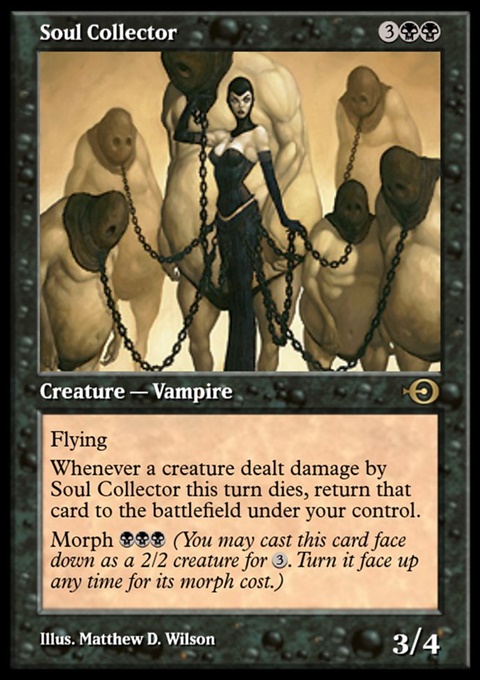 Soul Collector 3
Creature — Vampire
Flying
Whenever a creature dealt damage by
Soul Collector this turn dies, return that
card to the battlefield under your control.
Morph (You may cast this card face
down as a 2/2 creature for 3. Turn it face up
any time for its morph cost.)
Illus. Matthew D. Wilson 3/4